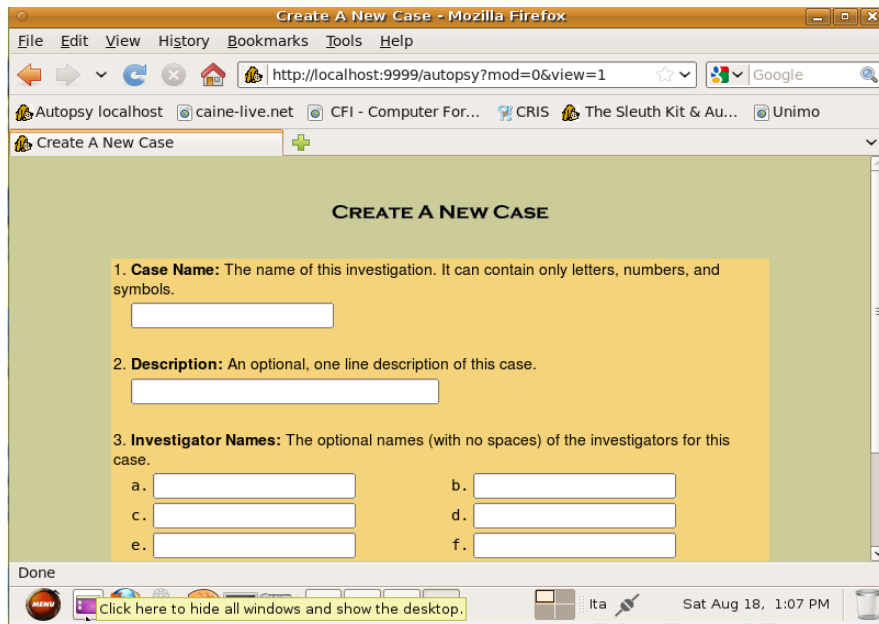 Create A New Case - Mozilla Firefox
File Edit View History Bookmarks Tools Help
http://localhost:9999/autopsy?mod=0&view=1 Google
Autopsy localhost caine-live.net CFI - Computer For... CRIS The Sleuth Kit & Au... Unimo
Create A New Case
CREATE A NEW CASE
1. Case Name: The name of this investigation. It can contain only letters, numbers, and
symbols.
2. Description: An optional, one line description of this case.
3. Investigator Names: The optional names (with no spaces) of the investigators for this
case.
a. b.
c. d.
e. f.
Done
MENU Click here to hide all windows and show the desktop. Ita Sat Aug 18, 1:07 PM